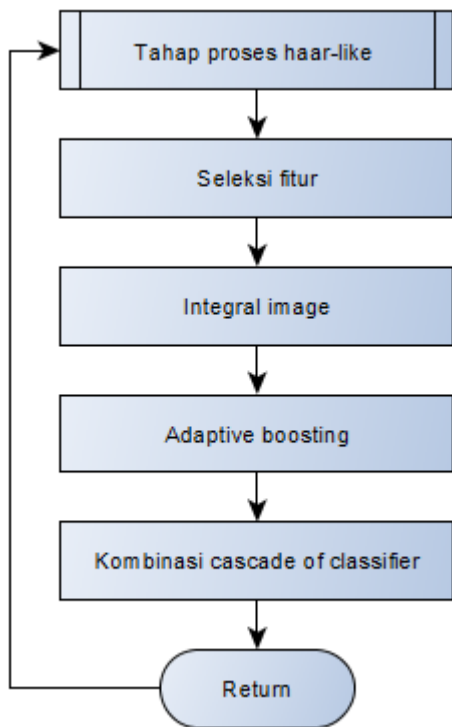 Tahap proses haar-like
Seleksi fitur
Integral image
Adaptive boosting
Kombinasi cascade of classifier
Return